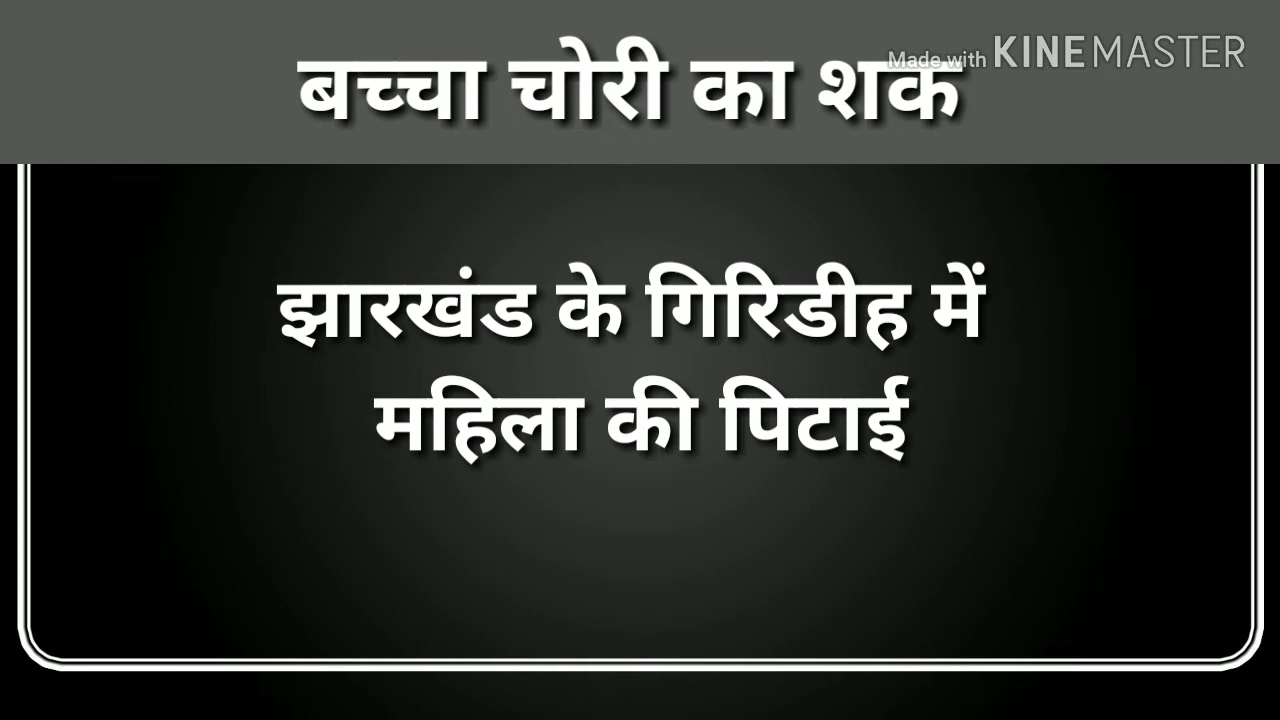 Made with KINEMASTER
बच्चा चोरी का शक
झारखंड के गिरिडीह में
महिला की पिटाई